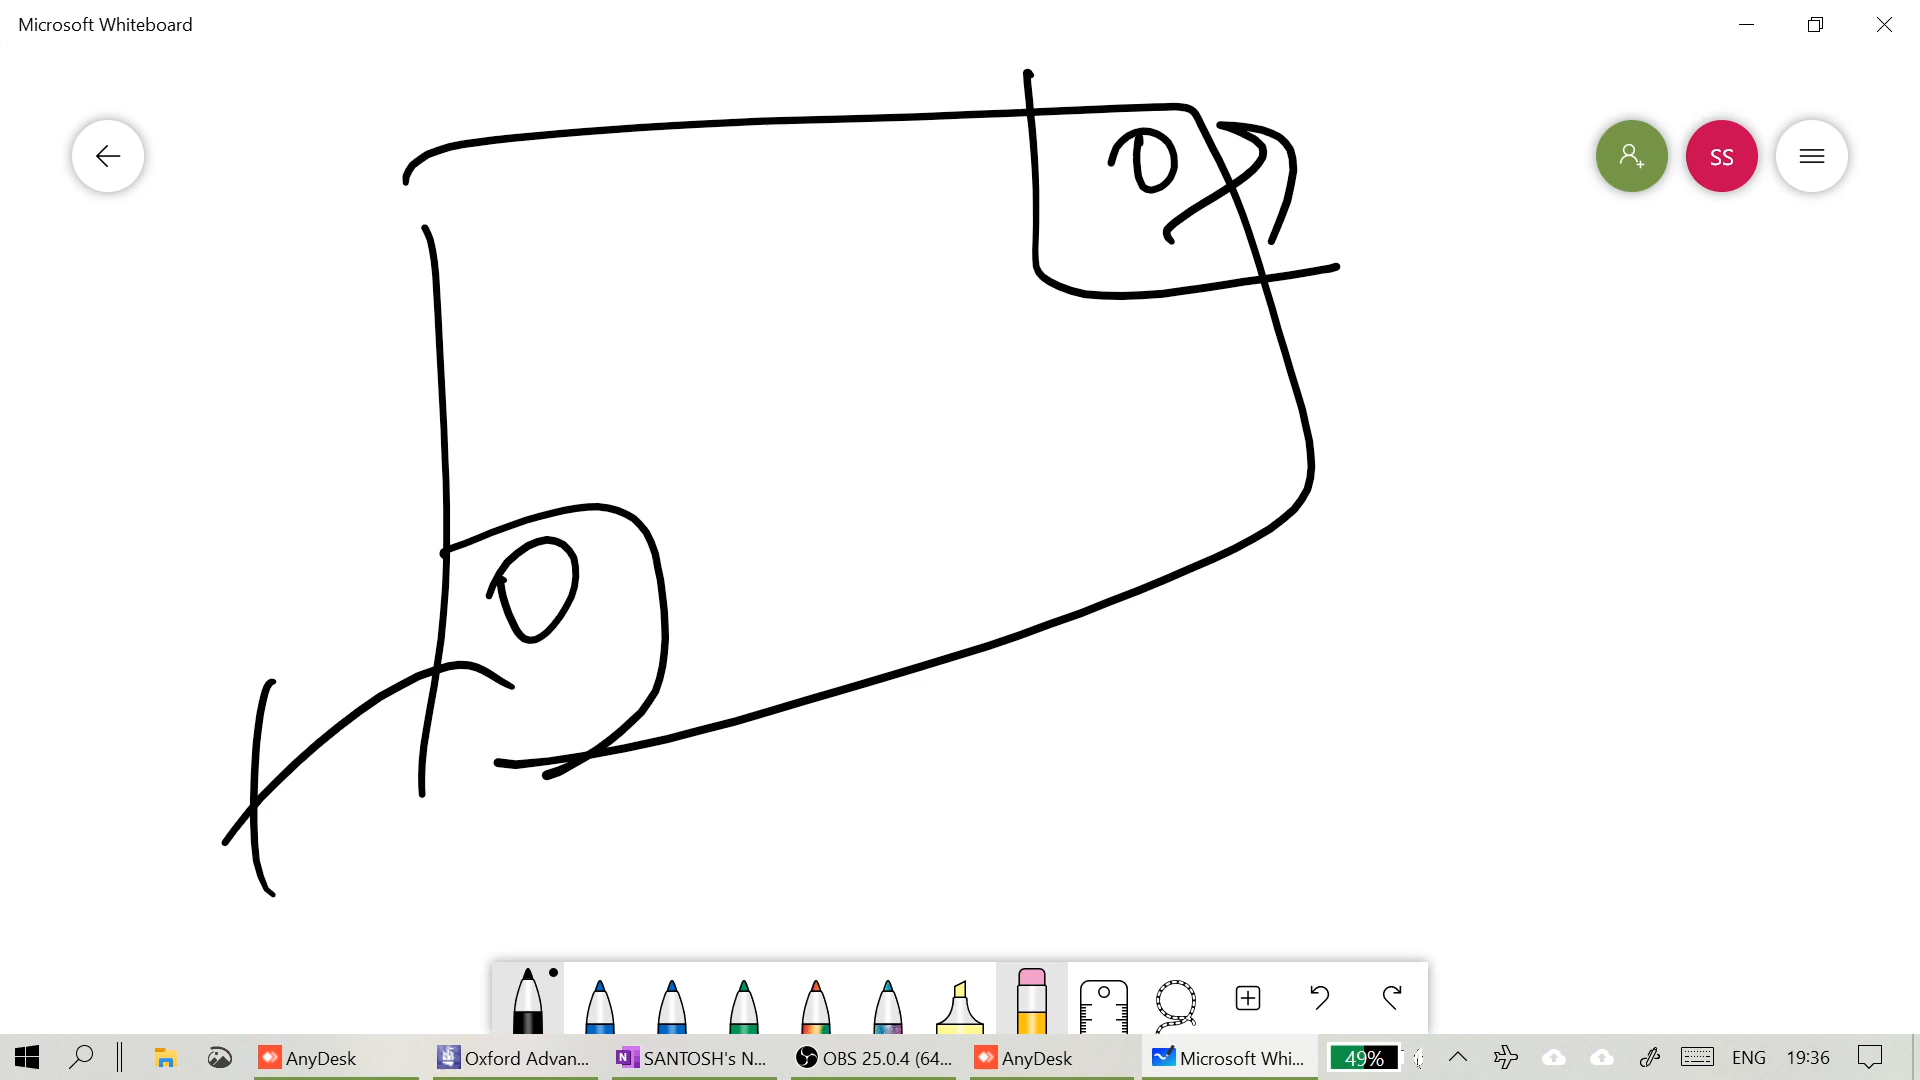 Microsoft Whiteboard
SS
AnyDesk
Oxford Advan...
SANTOSH's N...
OBS 25.0.4 (64...
AnyDesk
Microsoft Whi...
49%
ENG
19:36